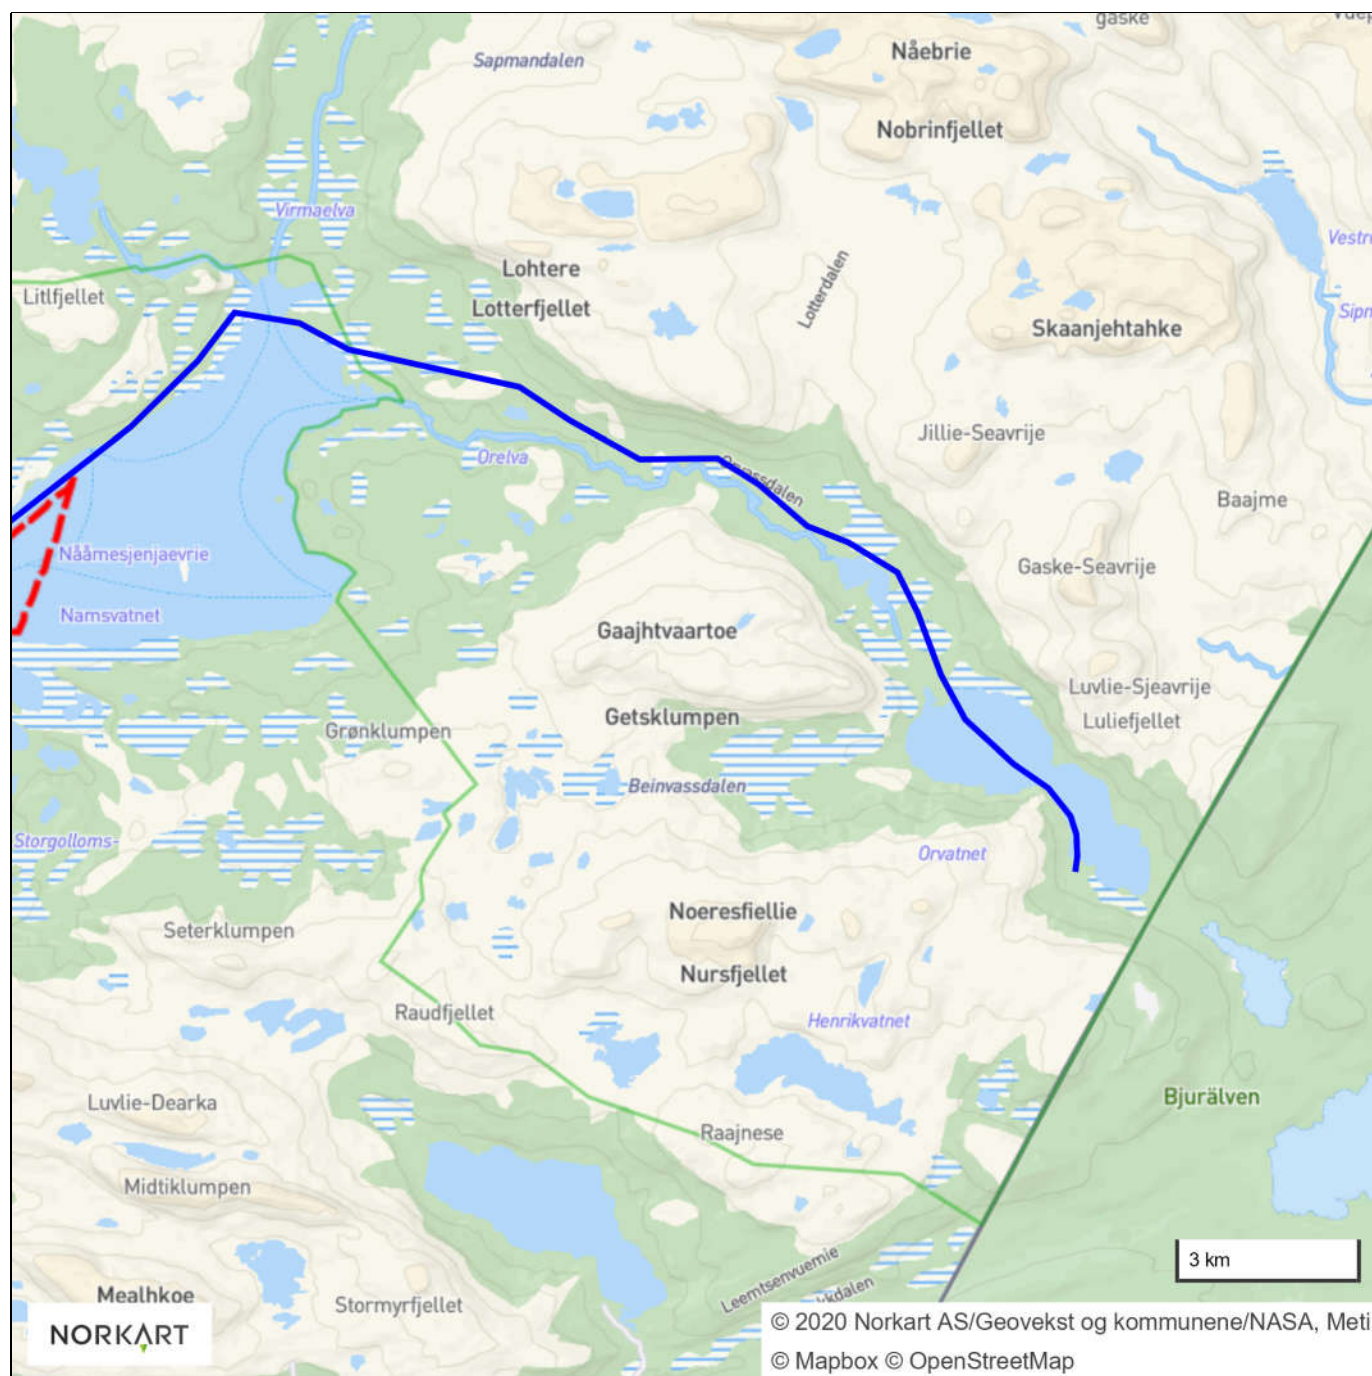 gaske
Nåebrie
Sapmandalen
Nobrinfjellet
Virmaelva
Vestr
Lohtere
Litlfjellet
Lotterfjellet
Lotterdalen
Skaanjehtahke
Jillie-Seavrije
Orelva
Baajme
Nååmesjenjaevrie
Gaske-Seavrije
Namsvatnet
Gaajhtvaartoe
Luvlie-Sjeavrije
Getsklumpen
Luliefjellet
Grønklumpen
Beinvassdalen
Storgolloms-
Orvatnet
Noeresfiellie
Seterklumpen
Nursfjellet
Raudfjellet
Henrikvatnet
Luvlie-Dearka
Bjurälven
Raajnese
Midtiklumpen
3 km
Leemtsenvuemie
Mealhkoe
kdalen
Stormyrfjellet
NORKART
© 2020 Norkart AS/Geovekst og kommunene/NASA, Meti
© Mapbox © OpenStreetMap